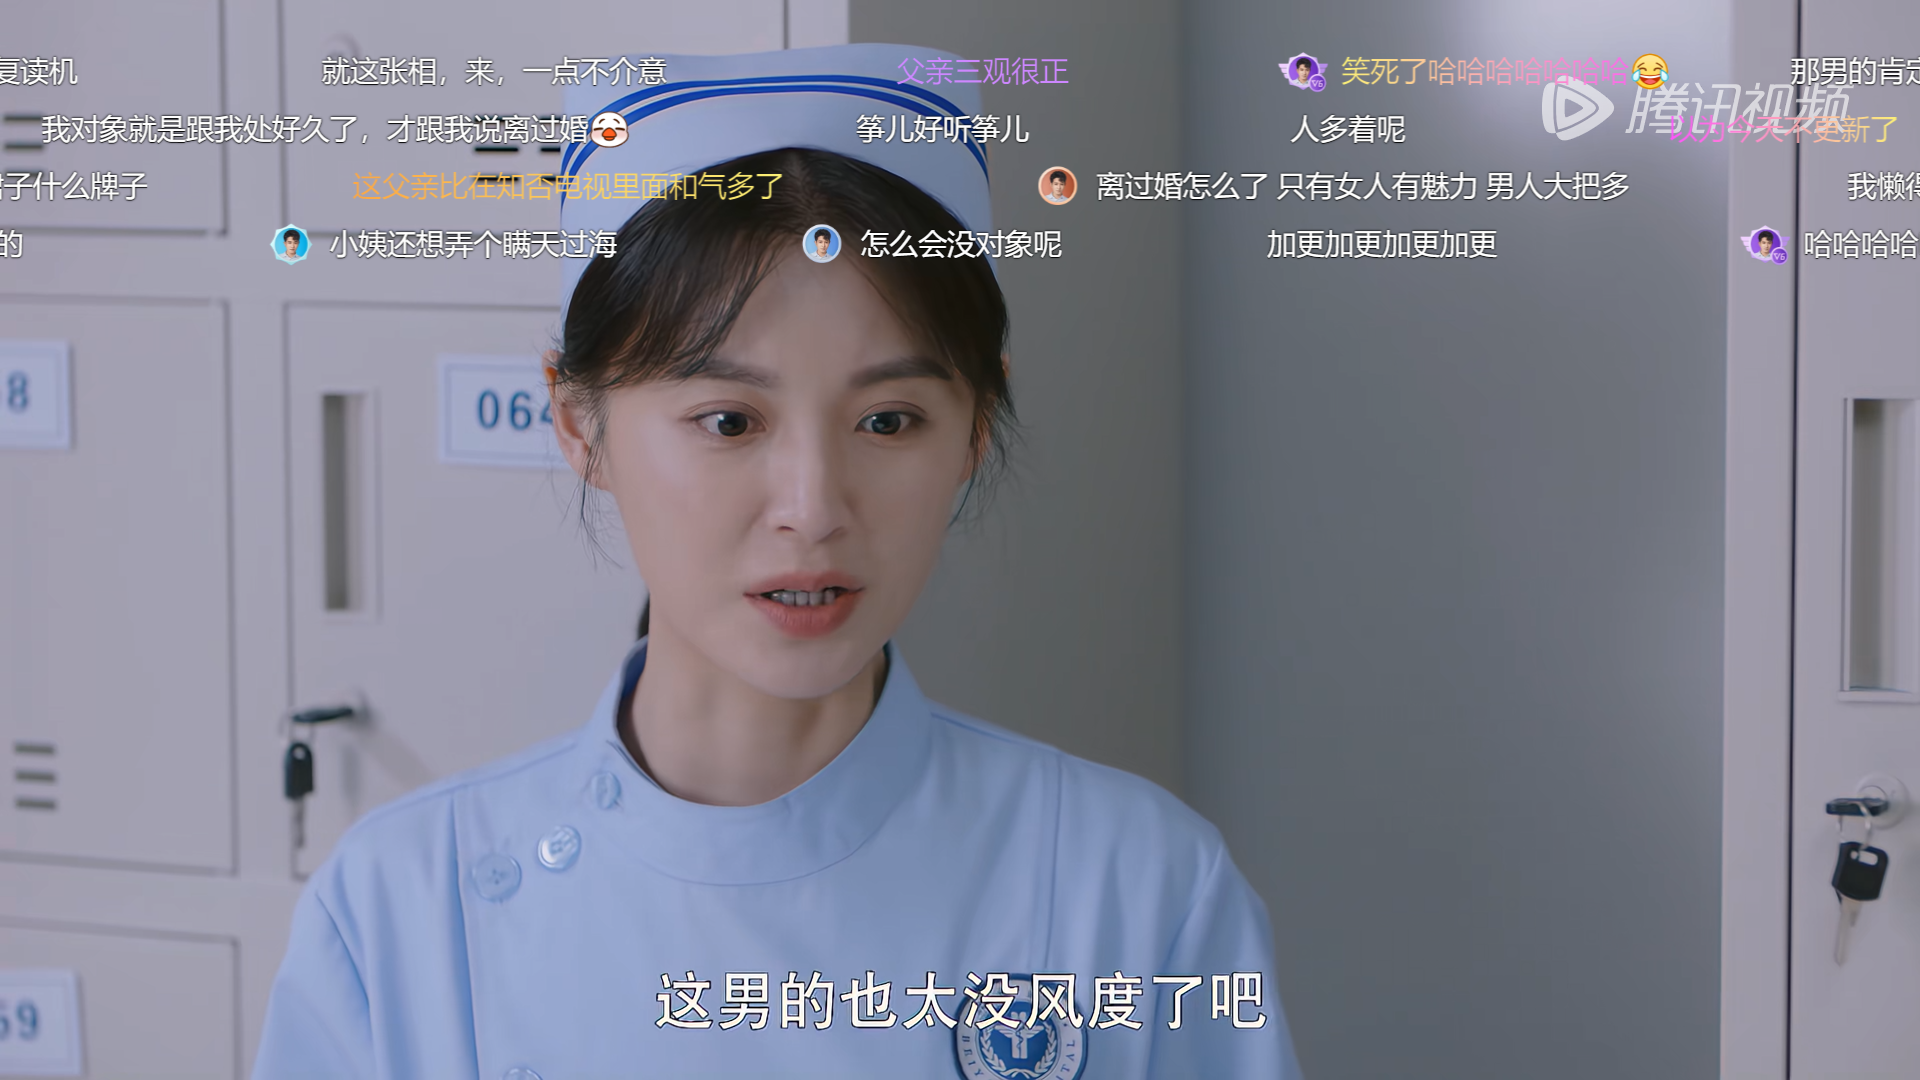 复读机 就这张相，来，一点不介意 父亲三观很正 笑死了哈哈哈哈哈哈哈😂 那男的肯定
腾讯视频
我对象就是跟我处好久了，才跟我说离过婚 筝儿好听筝儿 人多着呢 以为今天不更新了
子什么牌子 这父亲比在知否电视里面和气多了 离过婚怎么了 只有女人有魅力 男人大把多 我懒得
的 小姨还想弄个瞒天过海 怎么会没对象呢 加更加更加更加更 哈哈哈哈
8
064
59
这男的也太没风度了吧